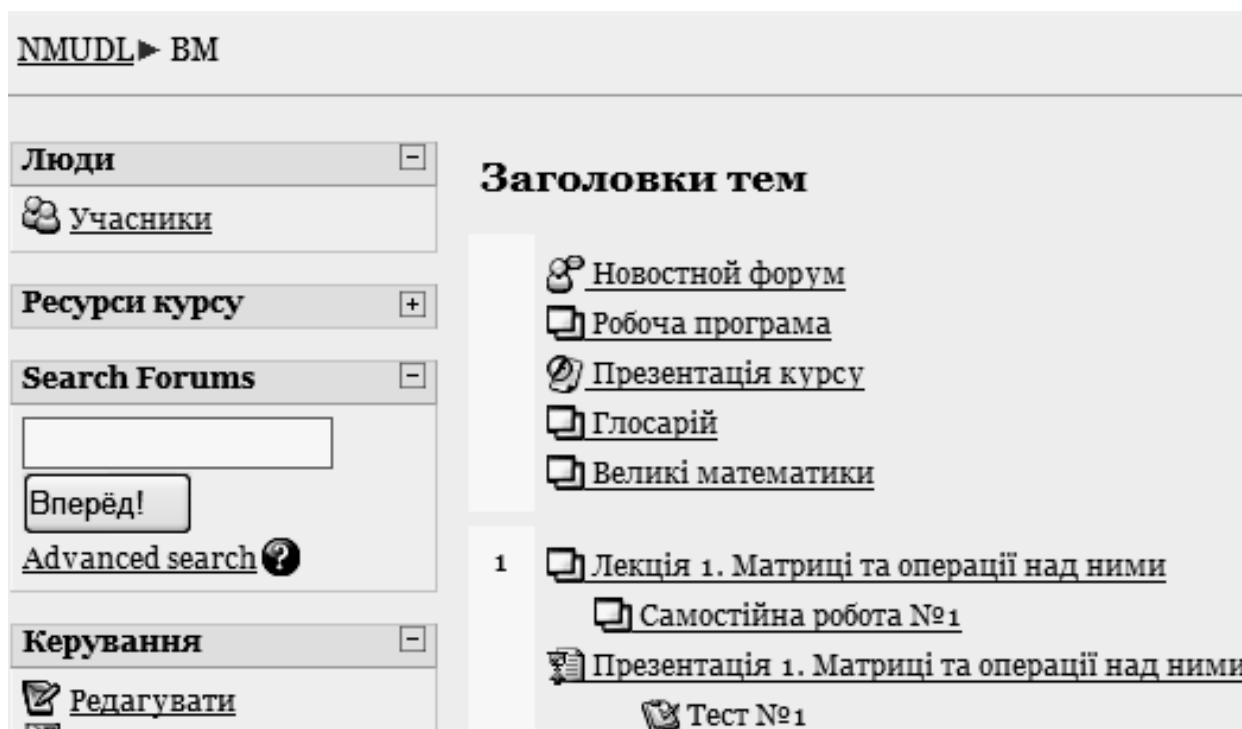 NMUDL► ВМ
Люди
Учасники
Ресурси курсу
Search Forums
Вперёд!
Advanced search
Керування
Редагувати
Заголовки тем
Новостной форум
Робоча програма
Презентація курсу
Глосарій
Великі математики
1
Лекція 1. Матриці та операції над ними
Самостійна робота №1
Презентація 1. Матриці та операції над ними
Тест №1